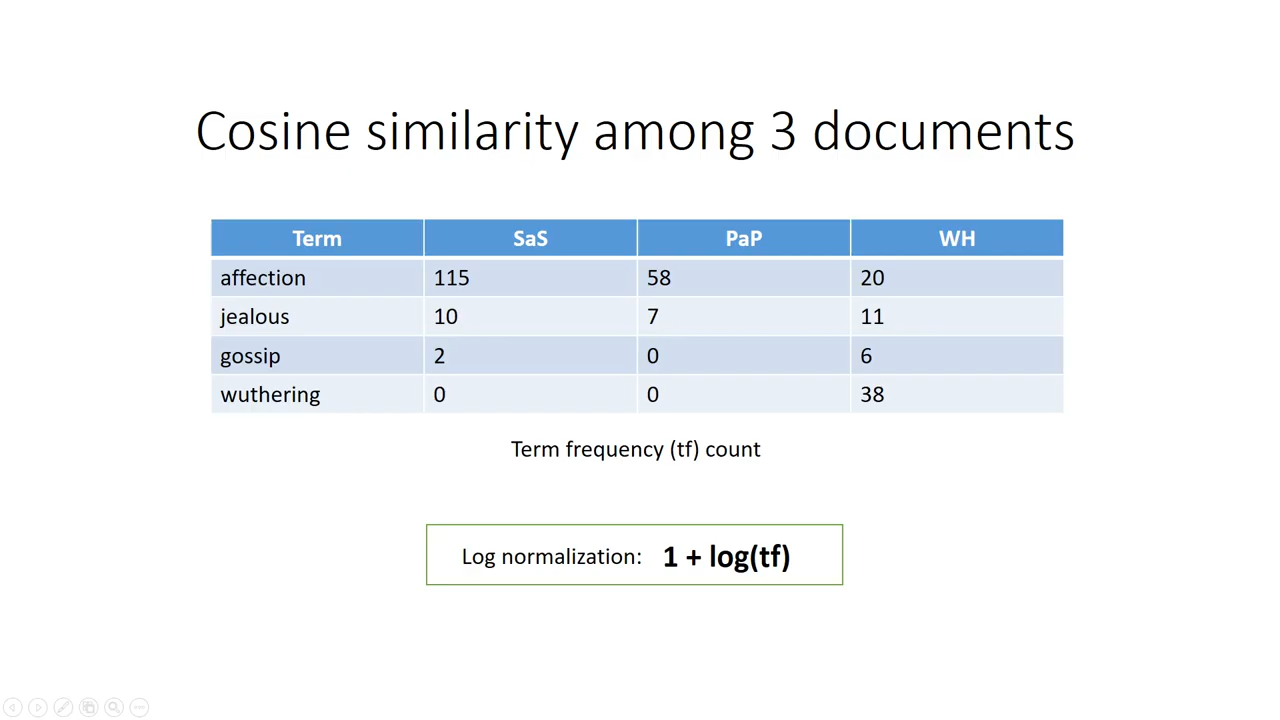 Cosine similarity among 3 documents
Term SaS PaP WH
affection 115 58 20
jealous 10 7 11
gossip 2 0 6
wuthering 0 0 38
Term frequency (tf) count
Log normalization: 1 + log(tf)